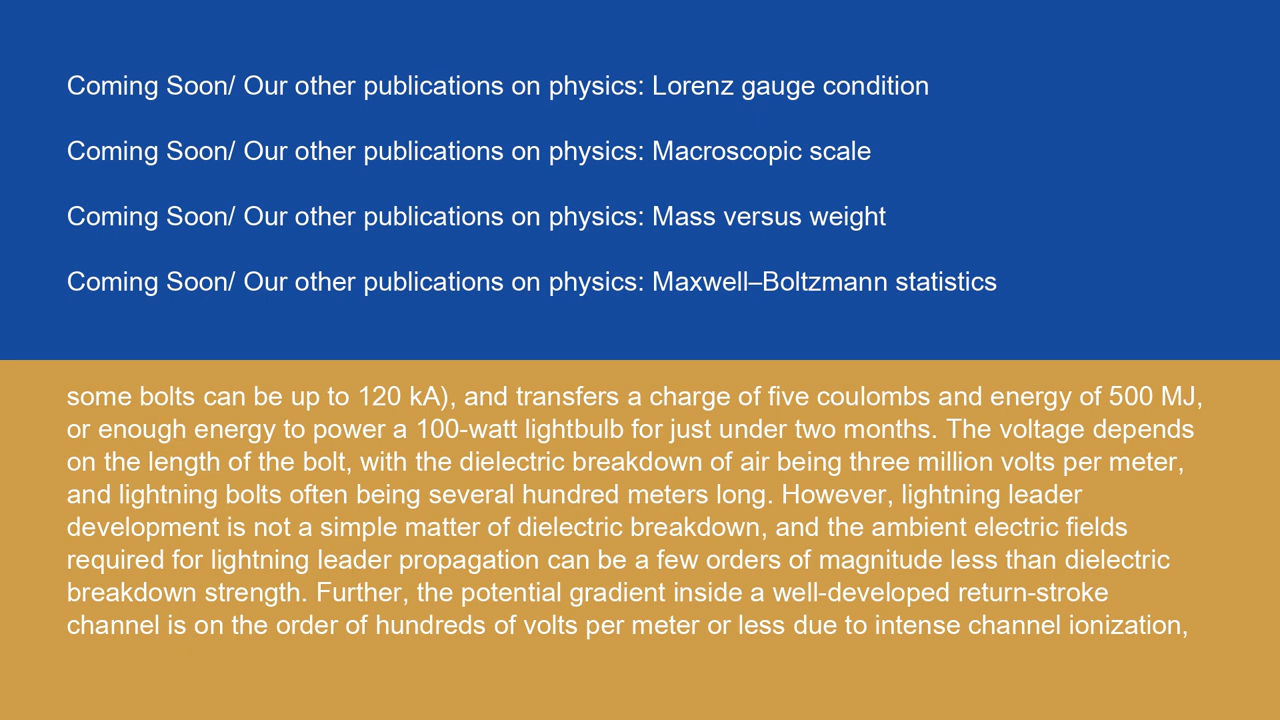 Coming Soon/ Our other publications on physics: Lorenz gauge condition
Coming Soon/ Our other publications on physics: Macroscopic scale
Coming Soon/ Our other publications on physics: Mass versus weight
Coming Soon/ Our other publications on physics: Maxwell–Boltzmann statistics
some bolts can be up to 120 kA), and transfers a charge of five coulombs and energy of 500 MJ,
or enough energy to power a 100-watt lightbulb for just under two months. The voltage depends
on the length of the bolt, with the dielectric breakdown of air being three million volts per meter,
and lightning bolts often being several hundred meters long. However, lightning leader
development is not a simple matter of dielectric breakdown, and the ambient electric fields
required for lightning leader propagation can be a few orders of magnitude less than dielectric
breakdown strength. Further, the potential gradient inside a well-developed return-stroke
channel is on the order of hundreds of volts per meter or less due to intense channel ionization,